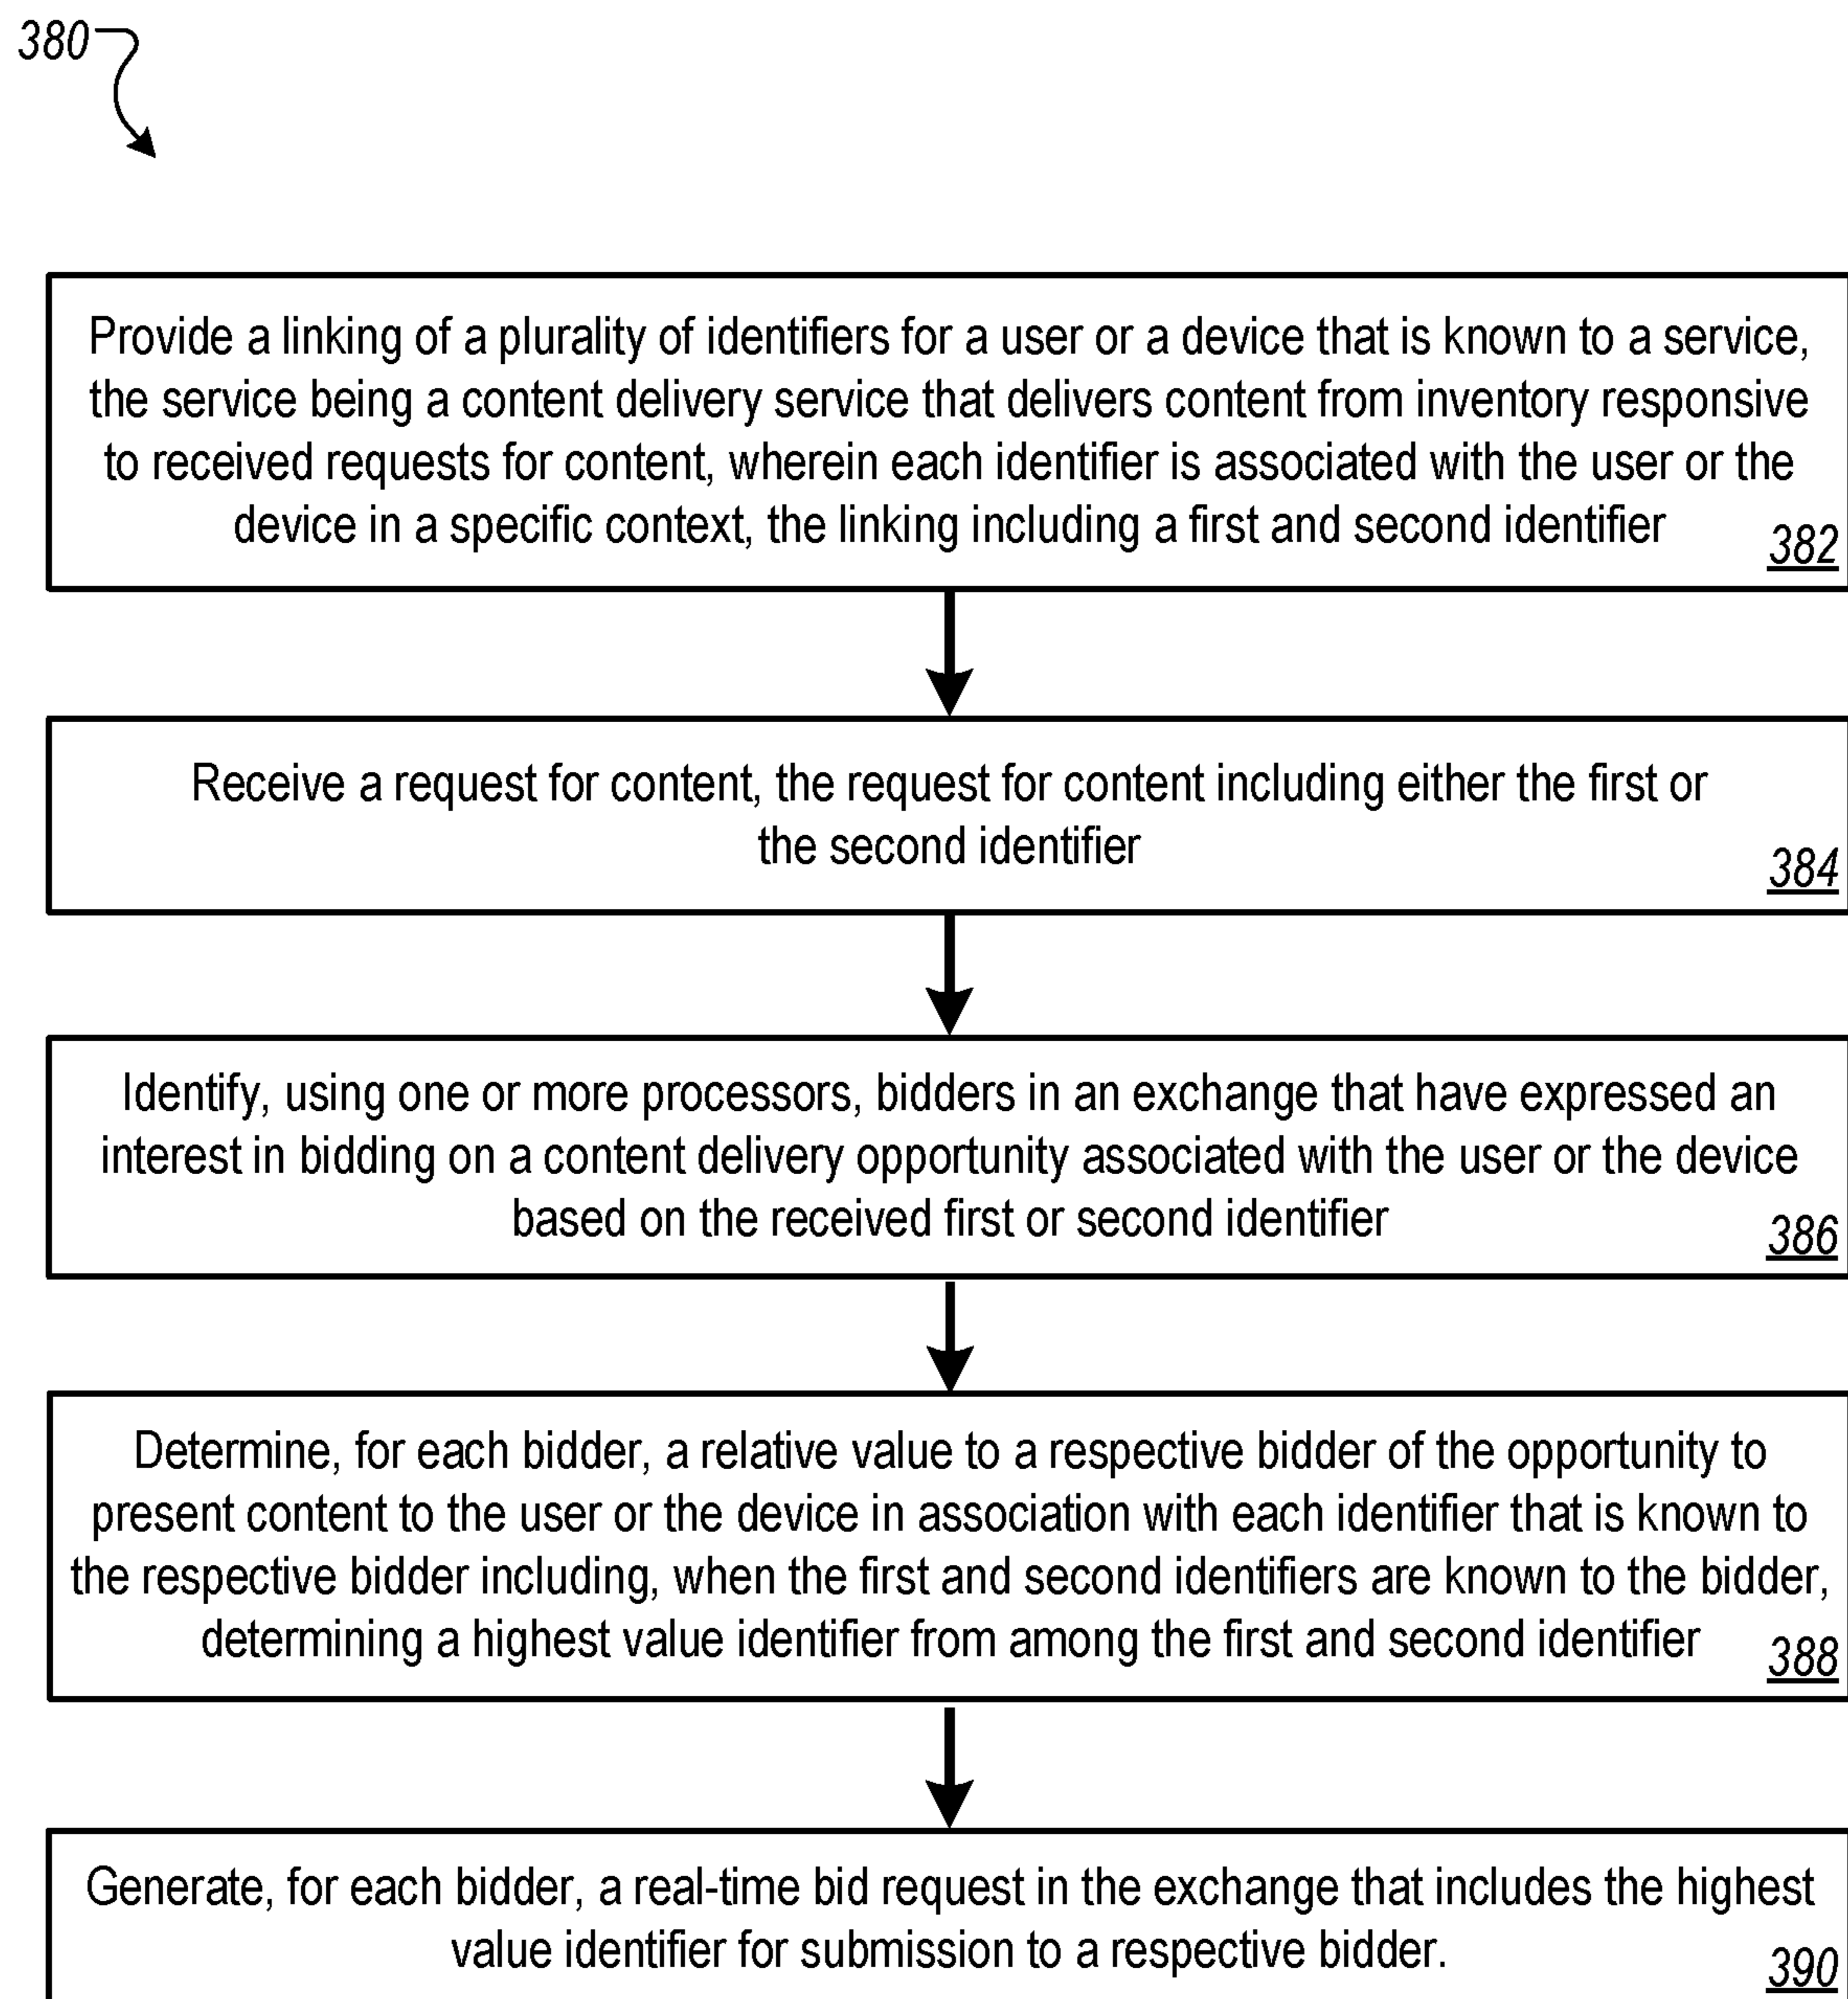 380
Provide a linking of a plurality of identifiers for a user or a device that is known to a service,
the service being a content delivery service that delivers content from inventory responsive
to received requests for content, wherein each identifier is associated with the user or the
device in a specific context, the linking including a first and second identifier
382
Receive a request for content, the request for content including either the first or
the second identifier
384
Identify, using one or more processors, bidders in an exchange that have expressed an
interest in bidding on a content delivery opportunity associated with the user or the device
based on the received first or second identifier
386
Determine, for each bidder, a relative value to a respective bidder of the opportunity to
present content to the user or the device in association with each identifier that is known to
the respective bidder including, when the first and second identifiers are known to the bidder,
determining a highest value identifier from among the first and second identifier
388
Generate, for each bidder, a real-time bid request in the exchange that includes the highest
value identifier for submission to a respective bidder.
390